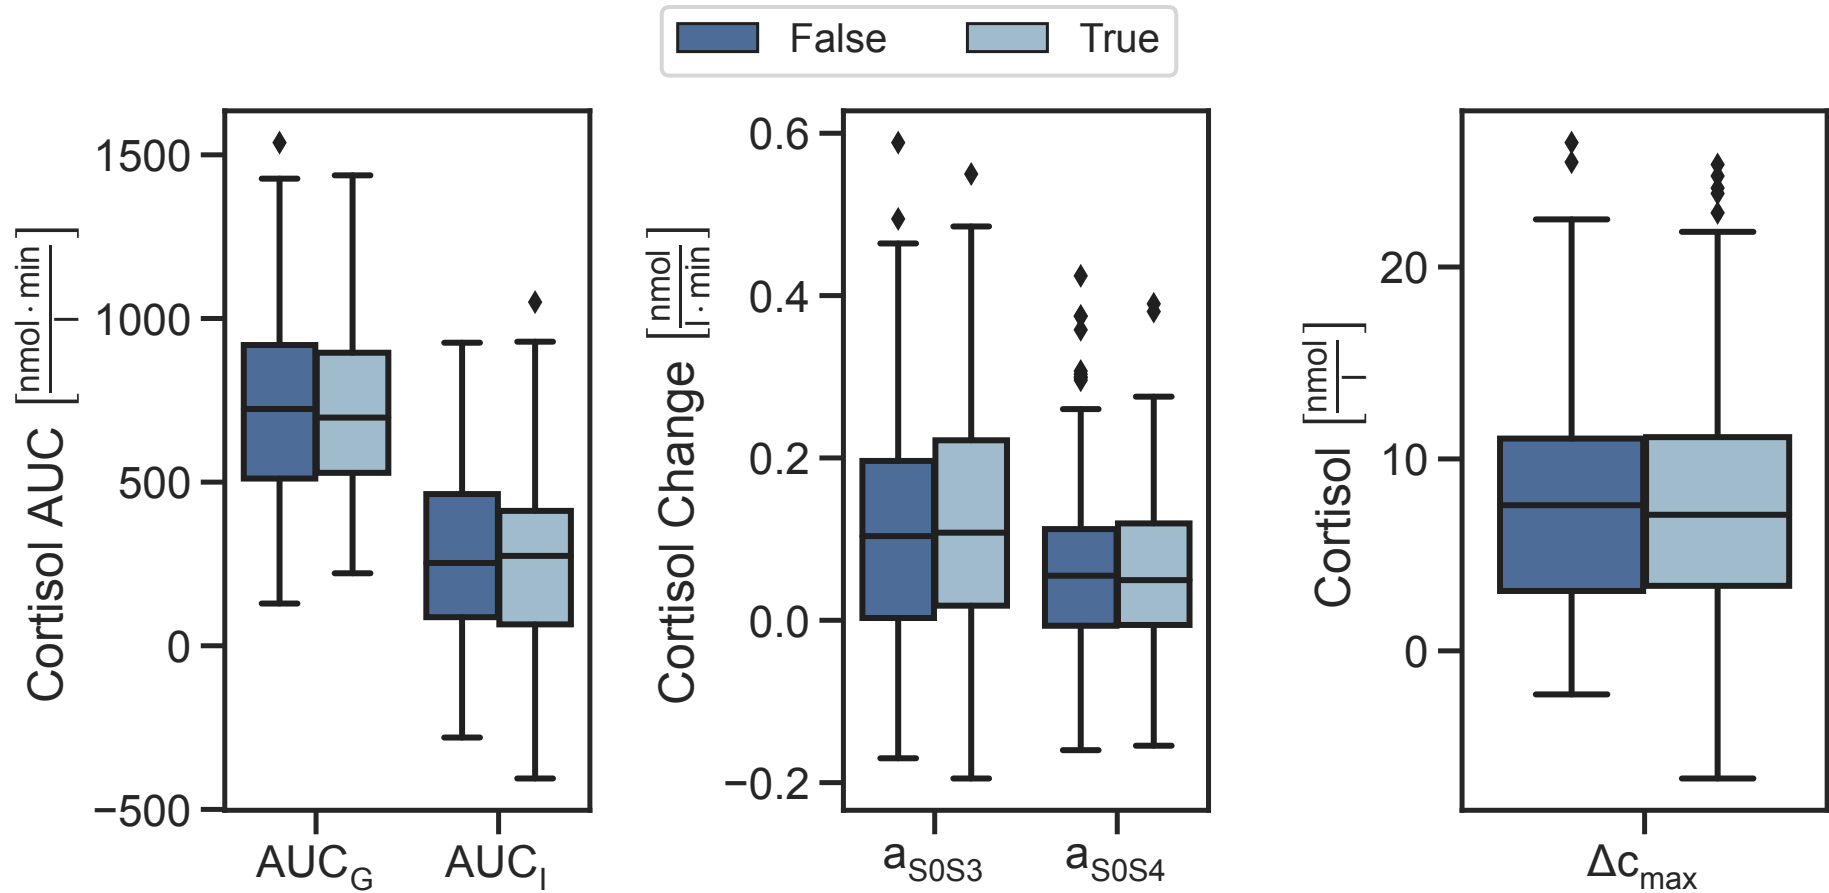 False True
1500
1000
500
0
−500
Cortisol AUC [nmol · min / l]
AUC_G AUC_I
0.6
0.4
0.2
0.0
−0.2
Cortisol Change [nmol / l · min]
a_S0S3 a_S0S4
20
10
0
Cortisol [nmol / l]
Δc_max